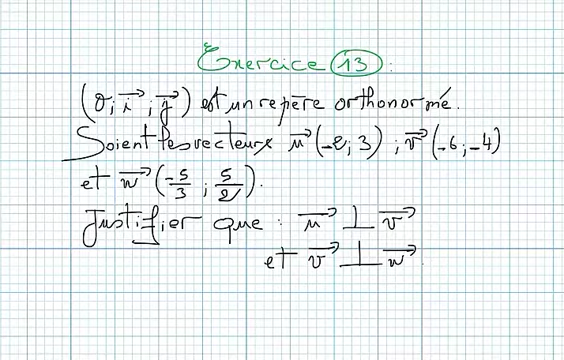 Exercice 13 :
(O; i⃗ ; j⃗) est un repère orthonormé.
Soient les vecteurs u⃗ (-2 ; 3) ; v⃗ (-6 ; -4)
et w⃗ (-5/3 ; 5/2).
Justifier que : u⃗ ⊥ v⃗
et v⃗ ⊥ w⃗.